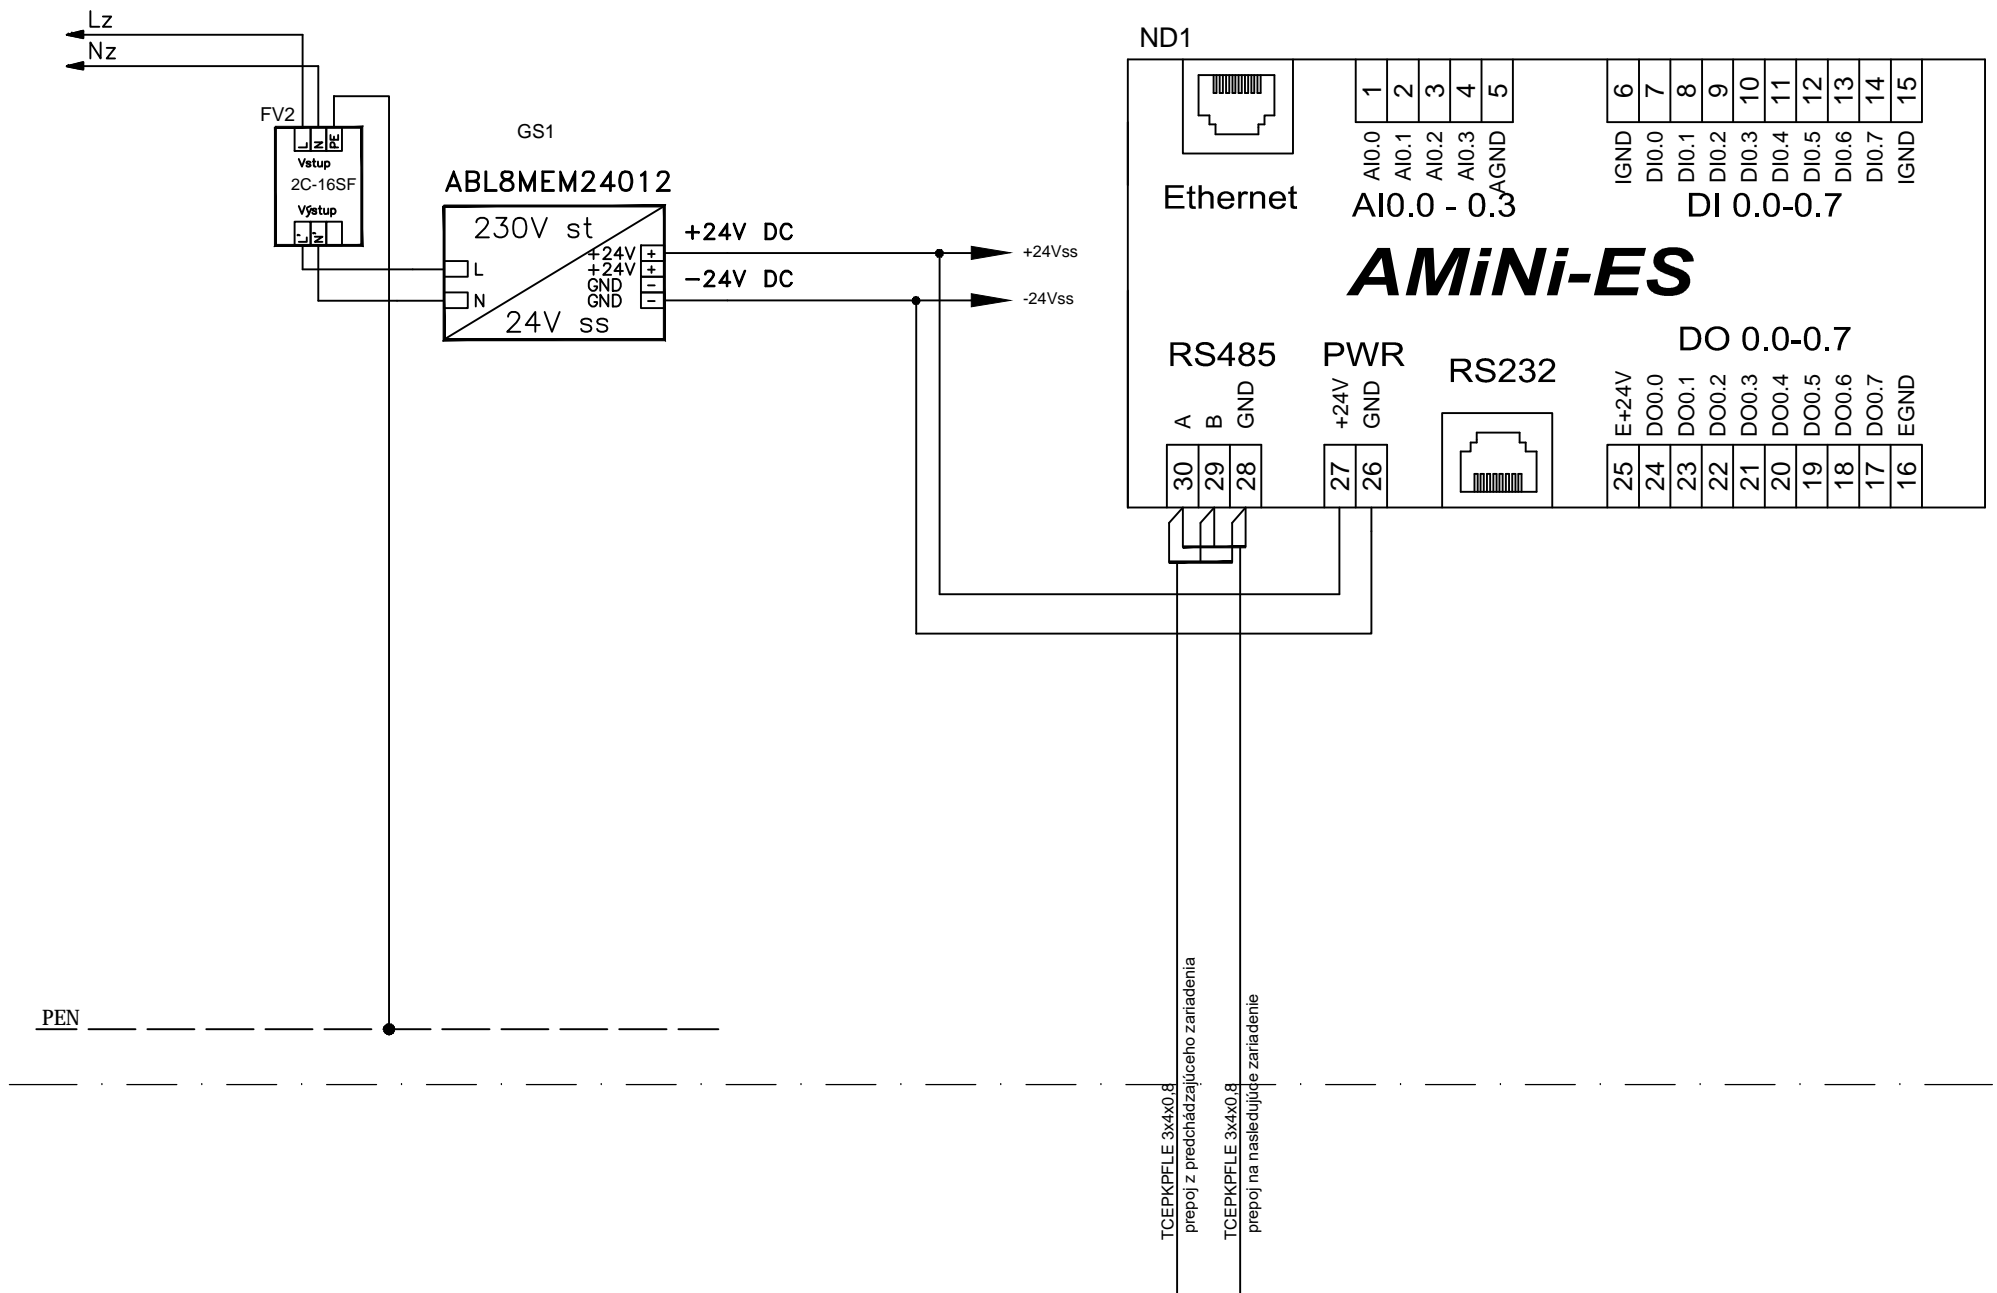 Lz
Nz
FV2
L N PE
Vstup
2C-16SF
Výstup
L' N'
GS1
ABL8MEM24012
230V st
+24V +
+24V +
GND -
GND -
L
N
24V ss
+24V DC
-24V DC
+24Vss
-24Vss
ND1
1 2 3 4 5
AI0.0 AI0.1 AI0.2 AI0.3 AGND
6 7 8 9 10 11 12 13 14 15
IGND DI0.0 DI0.1 DI0.2 DI0.3 DI0.4 DI0.5 DI0.6 DI0.7 IGND
Ethernet
AI0.0 - 0.3
DI 0.0-0.7
AMiNi-ES
RS485
PWR
RS232
DO 0.0-0.7
A B GND
+24V GND
E+24V DO0.0 DO0.1 DO0.2 DO0.3 DO0.4 DO0.5 DO0.6 DO0.7 EGND
30 29 28
27 26
25 24 23 22 21 20 19 18 17 16
PEN
TCEPKPFLE 3x4x0,8
prepoj z predchádzajúceho zariadenia
TCEPKPFLE 3x4x0,8
prepoj na nasledujúce zariadenie